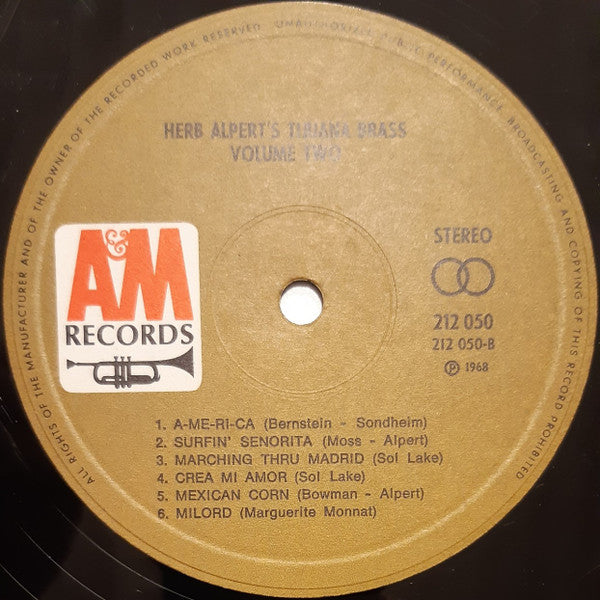 ALL RIGHTS OF THE MANUFACTURER AND OF THE OWNER OF THE RECORDED WORK RESERVED. UNAUTHORIZED PUBLIC PERFORMANCE, BROADCASTING AND COPYING OF THIS RECORD PROHIBITED
HERB ALPERT'S TIJUANA BRASS
VOLUME TWO
A&M
RECORDS
STEREO
212 050
212 050-B
℗ 1968
1. A-ME-RI-CA (Bernstein - Sondheim)
2. SURFIN' SENORITA (Moss - Alpert)
3. MARCHING THRU MADRID (Sol Lake)
4. CREA MI AMOR (Sol Lake)
5. MEXICAN CORN (Bowman - Alpert)
6. MILORD (Marguerite Monnat)